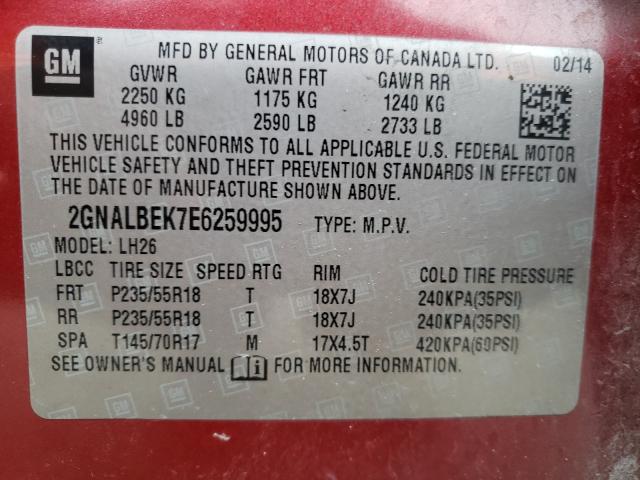 GM
MFD BY GENERAL MOTORS OF CANADA LTD. 02/14
GVWR GAWR FRT GAWR RR
2250 KG 1175 KG 1240 KG
4960 LB 2590 LB 2733 LB
THIS VEHICLE CONFORMS TO ALL APPLICABLE U.S. FEDERAL MOTOR
VEHICLE SAFETY AND THEFT PREVENTION STANDARDS IN EFFECT ON
THE DATE OF MANUFACTURE SHOWN ABOVE.
2GNALBEK7E6259995 TYPE: M.P.V.
MODEL: LH26
LBCC TIRE SIZE SPEED RTG RIM COLD TIRE PRESSURE
FRT P235/55R18 T 18X7J 240KPA(35PSI)
RR P235/55R18 T 18X7J 240KPA(35PSI)
SPA T145/70R17 M 17X4.5T 420KPA(60PSI)
SEE OWNER'S MANUAL FOR MORE INFORMATION.